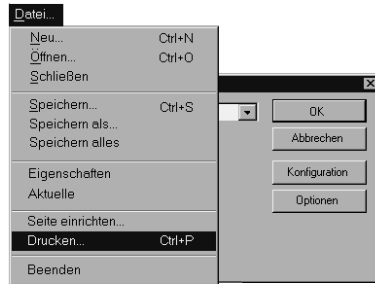 Datei...
Neu... Ctrl+N
Öffnen... Ctrl+O
Schließen
Speichern... Ctrl+S
Speichern als...
Speichern alles
Eigenschaften
Aktuelle
Seite einrichten...
Drucken... Ctrl+P
Beenden
OK
Abbrechen
Konfiguration
Optionen